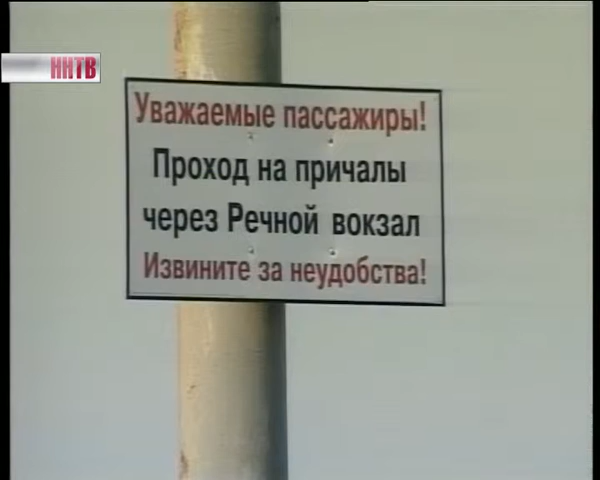 ННТВ
Уважаемые пассажиры!
Проход на причалы
через Речной вокзал
Извините за неудобства!